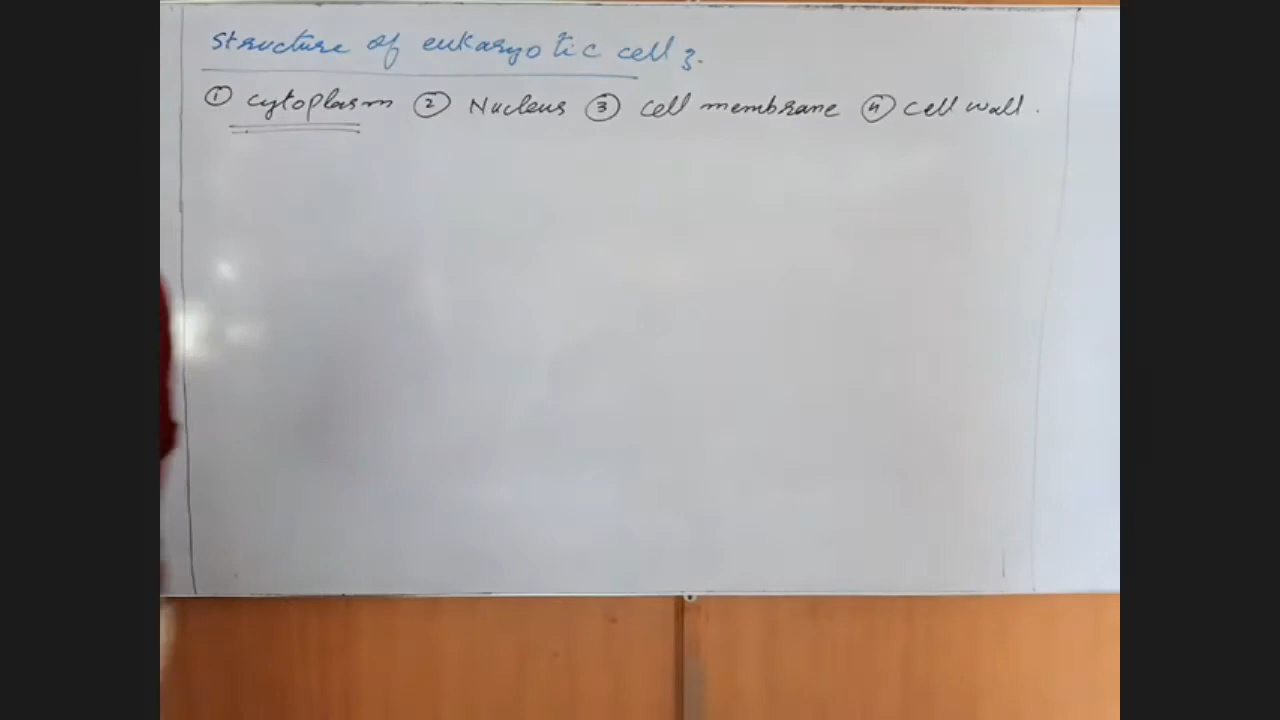 Structure of eukaryotic cell :-
① cytoplasm ② Nucleus ③ cell membrane ④ cell wall .